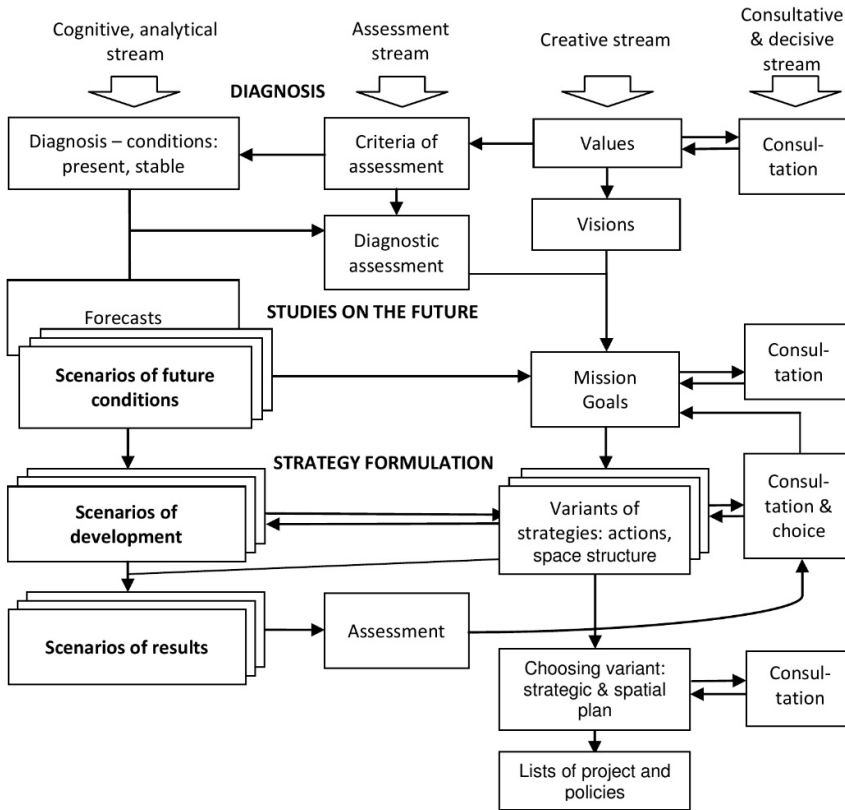 Cognitive, analytical
stream
Assessment
stream
Creative stream
Consultative
& decisive
stream
DIAGNOSIS
Diagnosis – conditions:
present, stable
Criteria of
assessment
Values
Consul-
tation
Diagnostic
assessment
Visions
Forecasts
STUDIES ON THE FUTURE
Scenarios of future
conditions
Mission
Goals
Consul-
tation
STRATEGY FORMULATION
Scenarios of
development
Variants of
strategies: actions,
space structure
Consul-
tation &
choice
Scenarios of results
Assessment
Choosing variant:
strategic & spatial
plan
Consul-
tation
Lists of project and
policies